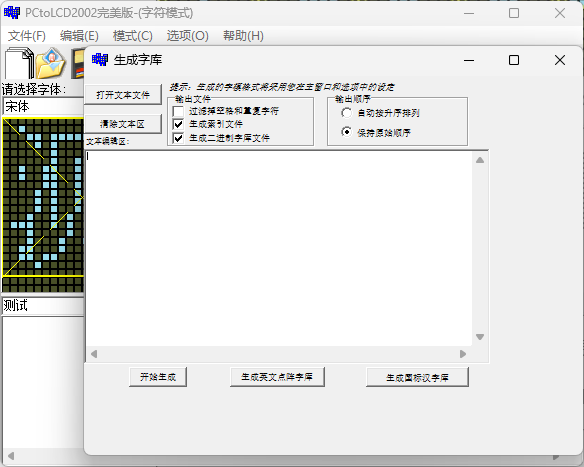 PCtoLCD2002完美版-(字符模式)
文件(F) 编辑(E) 模式(C) 选项(O) 帮助(H)
请选择字体:
宋体
测试
生成字库
打开文本文件
提示: 生成的字模格式将采用您在主窗口和选项中的设定
输出文件
过滤掉空格和重复字符
生成索引文件
生成二进制字库文件
输出顺序
自动按升序排列
保持原始顺序
清除文本区
文本编辑区:
开始生成 生成英文点阵字库 生成国标汉字库